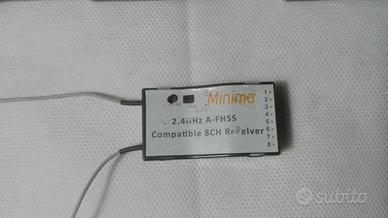 Minima
2.4GHz A-FHSS
Compatible 8CH Receiver
1
2
3
4
5
6
7
8
subito